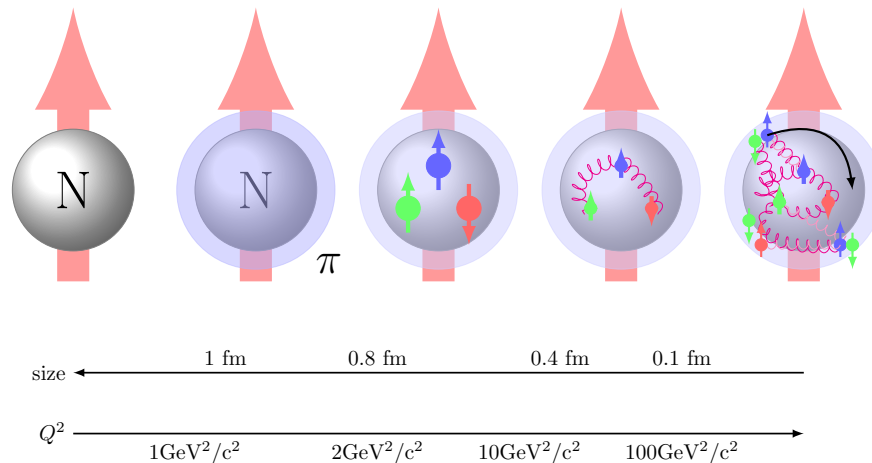 N N
π
1 fm 0.8 fm 0.4 fm 0.1 fm
size
Q²
1GeV²/c² 2GeV²/c² 10GeV²/c² 100GeV²/c²